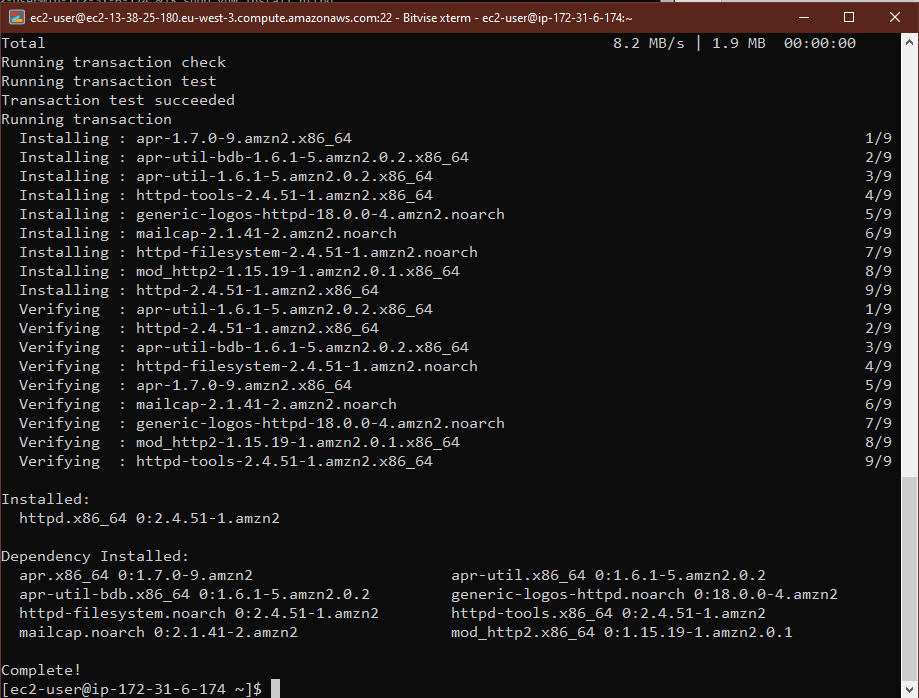 ec2-user@ec2-13-38-25-180.eu-west-3.compute.amazonaws.com:22 - Bitvise xterm - ec2-user@ip-172-31-6-174:~
Total 8.2 MB/s | 1.9 MB 00:00:00
Running transaction check
Running transaction test
Transaction test succeeded
Running transaction
Installing : apr-1.7.0-9.amzn2.x86_64 1/9
Installing : apr-util-bdb-1.6.1-5.amzn2.0.2.x86_64 2/9
Installing : apr-util-1.6.1-5.amzn2.0.2.x86_64 3/9
Installing : httpd-tools-2.4.51-1.amzn2.x86_64 4/9
Installing : generic-logos-httpd-18.0.0-4.amzn2.noarch 5/9
Installing : mailcap-2.1.41-2.amzn2.noarch 6/9
Installing : httpd-filesystem-2.4.51-1.amzn2.noarch 7/9
Installing : mod_http2-1.15.19-1.amzn2.0.1.x86_64 8/9
Installing : httpd-2.4.51-1.amzn2.x86_64 9/9
Verifying : apr-util-1.6.1-5.amzn2.0.2.x86_64 1/9
Verifying : httpd-2.4.51-1.amzn2.x86_64 2/9
Verifying : apr-util-bdb-1.6.1-5.amzn2.0.2.x86_64 3/9
Verifying : httpd-filesystem-2.4.51-1.amzn2.noarch 4/9
Verifying : apr-1.7.0-9.amzn2.x86_64 5/9
Verifying : mailcap-2.1.41-2.amzn2.noarch 6/9
Verifying : generic-logos-httpd-18.0.0-4.amzn2.noarch 7/9
Verifying : mod_http2-1.15.19-1.amzn2.0.1.x86_64 8/9
Verifying : httpd-tools-2.4.51-1.amzn2.x86_64 9/9
Installed:
httpd.x86_64 0:2.4.51-1.amzn2
Dependency Installed:
apr.x86_64 0:1.7.0-9.amzn2 apr-util.x86_64 0:1.6.1-5.amzn2.0.2
apr-util-bdb.x86_64 0:1.6.1-5.amzn2.0.2 generic-logos-httpd.noarch 0:18.0.0-4.amzn2
httpd-filesystem.noarch 0:2.4.51-1.amzn2 httpd-tools.x86_64 0:2.4.51-1.amzn2
mailcap.noarch 0:2.1.41-2.amzn2 mod_http2.x86_64 0:1.15.19-1.amzn2.0.1
Complete!
[ec2-user@ip-172-31-6-174 ~]$